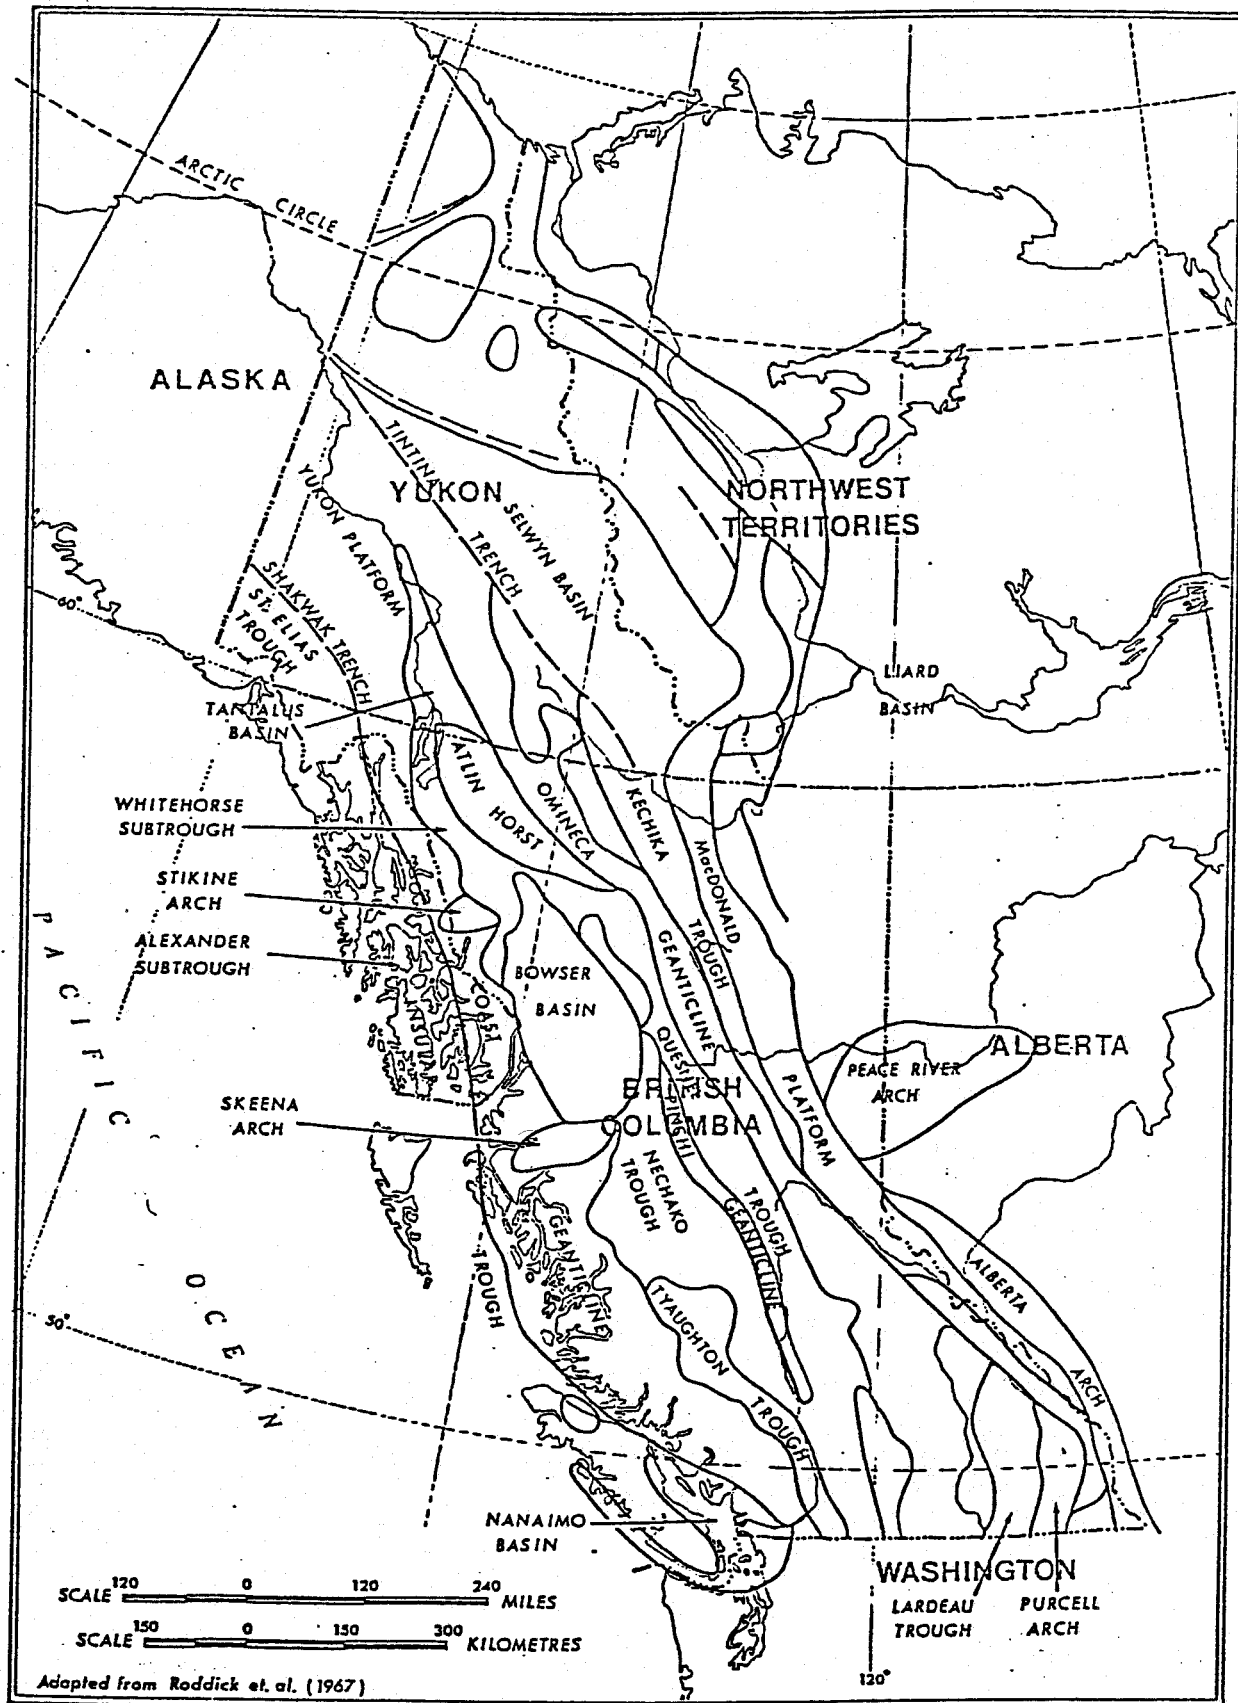 ARCTIC
CIRCLE
ALASKA
YUKON
NORTHWEST
TERRITORIES
TINTINA
TRENCH
SELWYN BASIN
YUKON PLATFORM
SHAKWAK TRENCH
ST. ELIAS
TROUGH
60°
TANTALUS
BASIN
LIARD
BASIN
ATLIN
HORST
OMINECA
GEANTICLINE
KECHIKA
TROUGH
MacDONALD
PLATFORM
WHITEHORSE
SUBTROUGH
STIKINE
ARCH
ALEXANDER
SUBTROUGH
BOWSER
BASIN
COAST
GEANTICLINE
INSULAR
TROUGH
PACIFIC
OCEAN
ALBERTA
PEACE RIVER
ARCH
BRITISH
COLUMBIA
QUESNEL
TROUGH
PINCHI
GEANTICLINE
SKEENA
ARCH
NECHAKO
TROUGH
ALBERTA
ARCH
TYAUGHTON
TROUGH
50°
NANAIMO
BASIN
WASHINGTON
LARDEAU
TROUGH
PURCELL
ARCH
120°
SCALE 120 0 120 240 MILES
SCALE 150 0 150 300 KILOMETRES
Adapted from Roddick et. al. (1967)